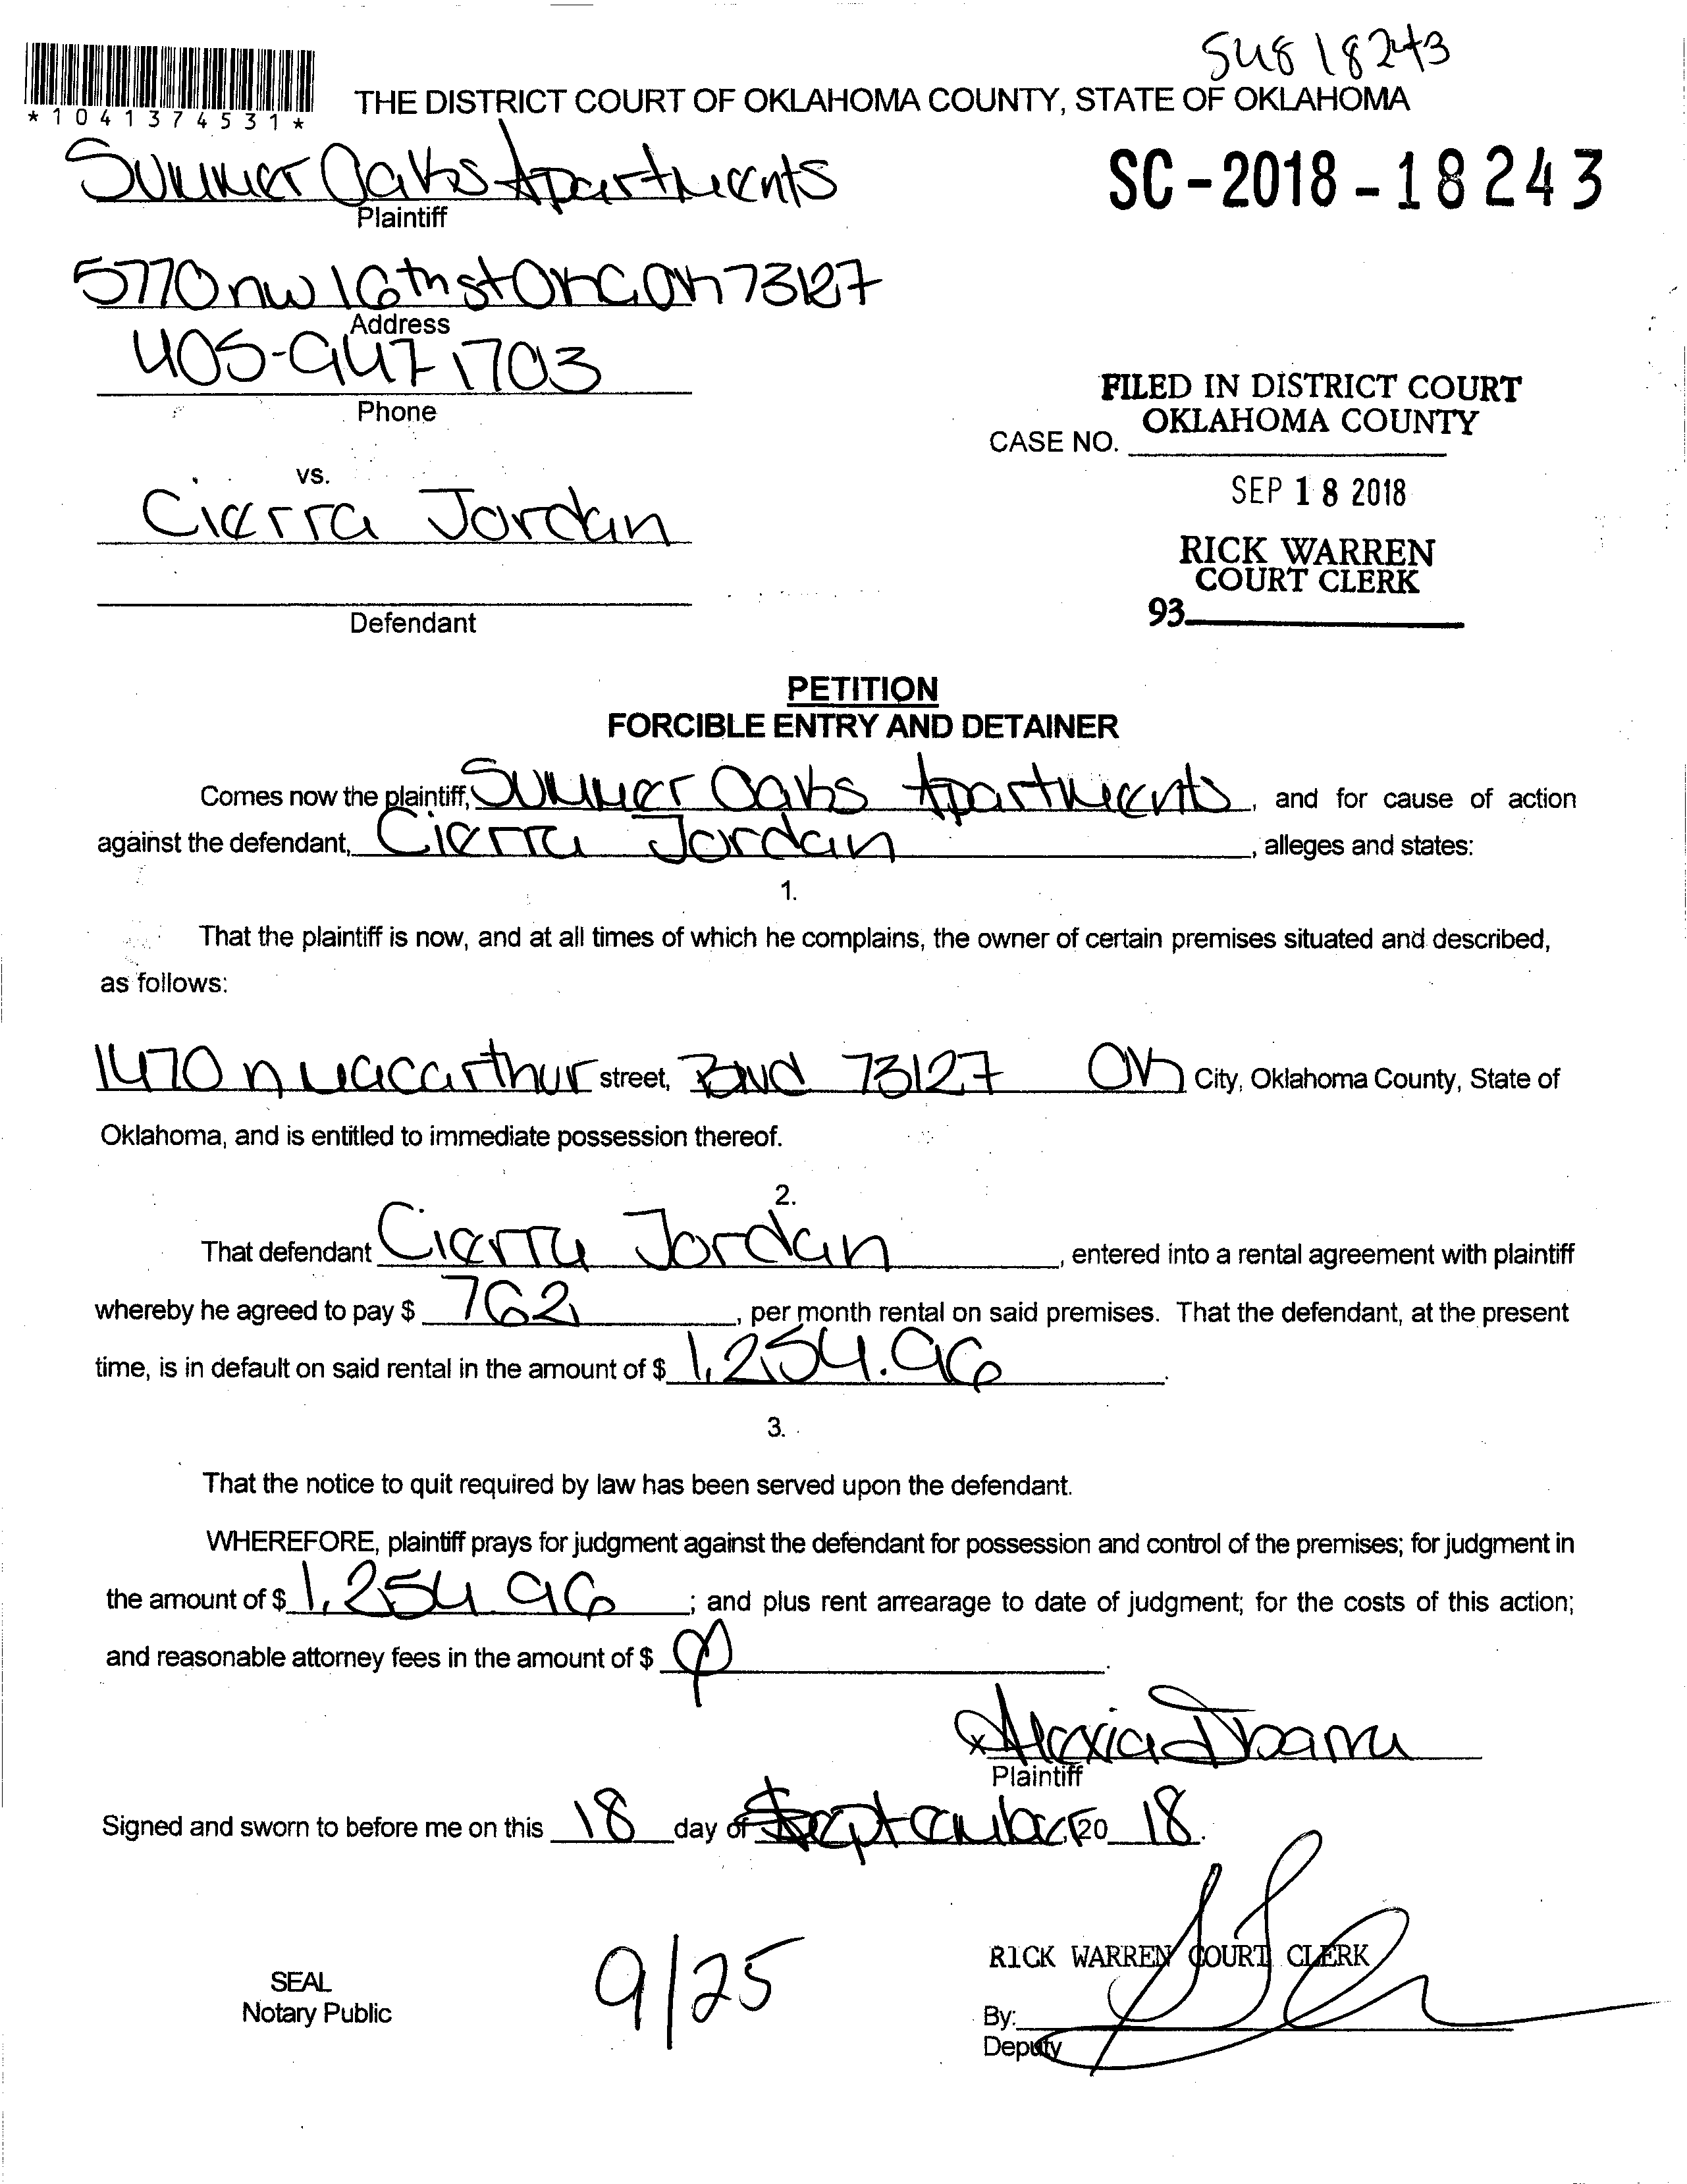 SC18243
*1041374531*
THE DISTRICT COURT OF OKLAHOMA COUNTY, STATE OF OKLAHOMA
Summer Oaks Apartments
Plaintiff
SC-2018-18243
5770 nw 16th st OKC OK 73127
Address
405-947 1703
Phone
FILED IN DISTRICT COURT
OKLAHOMA COUNTY
CASE NO.
vs.
SEP 18 2018
Cierra Jordan
RICK WARREN
COURT CLERK
93
Defendant
PETITION
FORCIBLE ENTRY AND DETAINER
Comes now the plaintiff, Summer Oaks Apartments, and for cause of action
against the defendant, Cierra Jordan, alleges and states:
1.
That the plaintiff is now, and at all times of which he complains, the owner of certain premises situated and described,
as follows:
1470 n macarthur street, Blvd 73127 OK City, Oklahoma County, State of
Oklahoma, and is entitled to immediate possession thereof.
2.
That defendant Cierra Jordan, entered into a rental agreement with plaintiff
whereby he agreed to pay $ 762, per month rental on said premises. That the defendant, at the present
time, is in default on said rental in the amount of $ 1,254.96.
3.
That the notice to quit required by law has been served upon the defendant.
WHEREFORE, plaintiff prays for judgment against the defendant for possession and control of the premises; for judgment in
the amount of $ 1,254.96; and plus rent arrearage to date of judgment; for the costs of this action;
and reasonable attorney fees in the amount of $ .
x Alexia
Plaintiff
Signed and sworn to before me on this 18 day of September, 20 18.
RICK WARREN COURT CLERK
SEAL
Notary Public
9/25
By:
Deputy